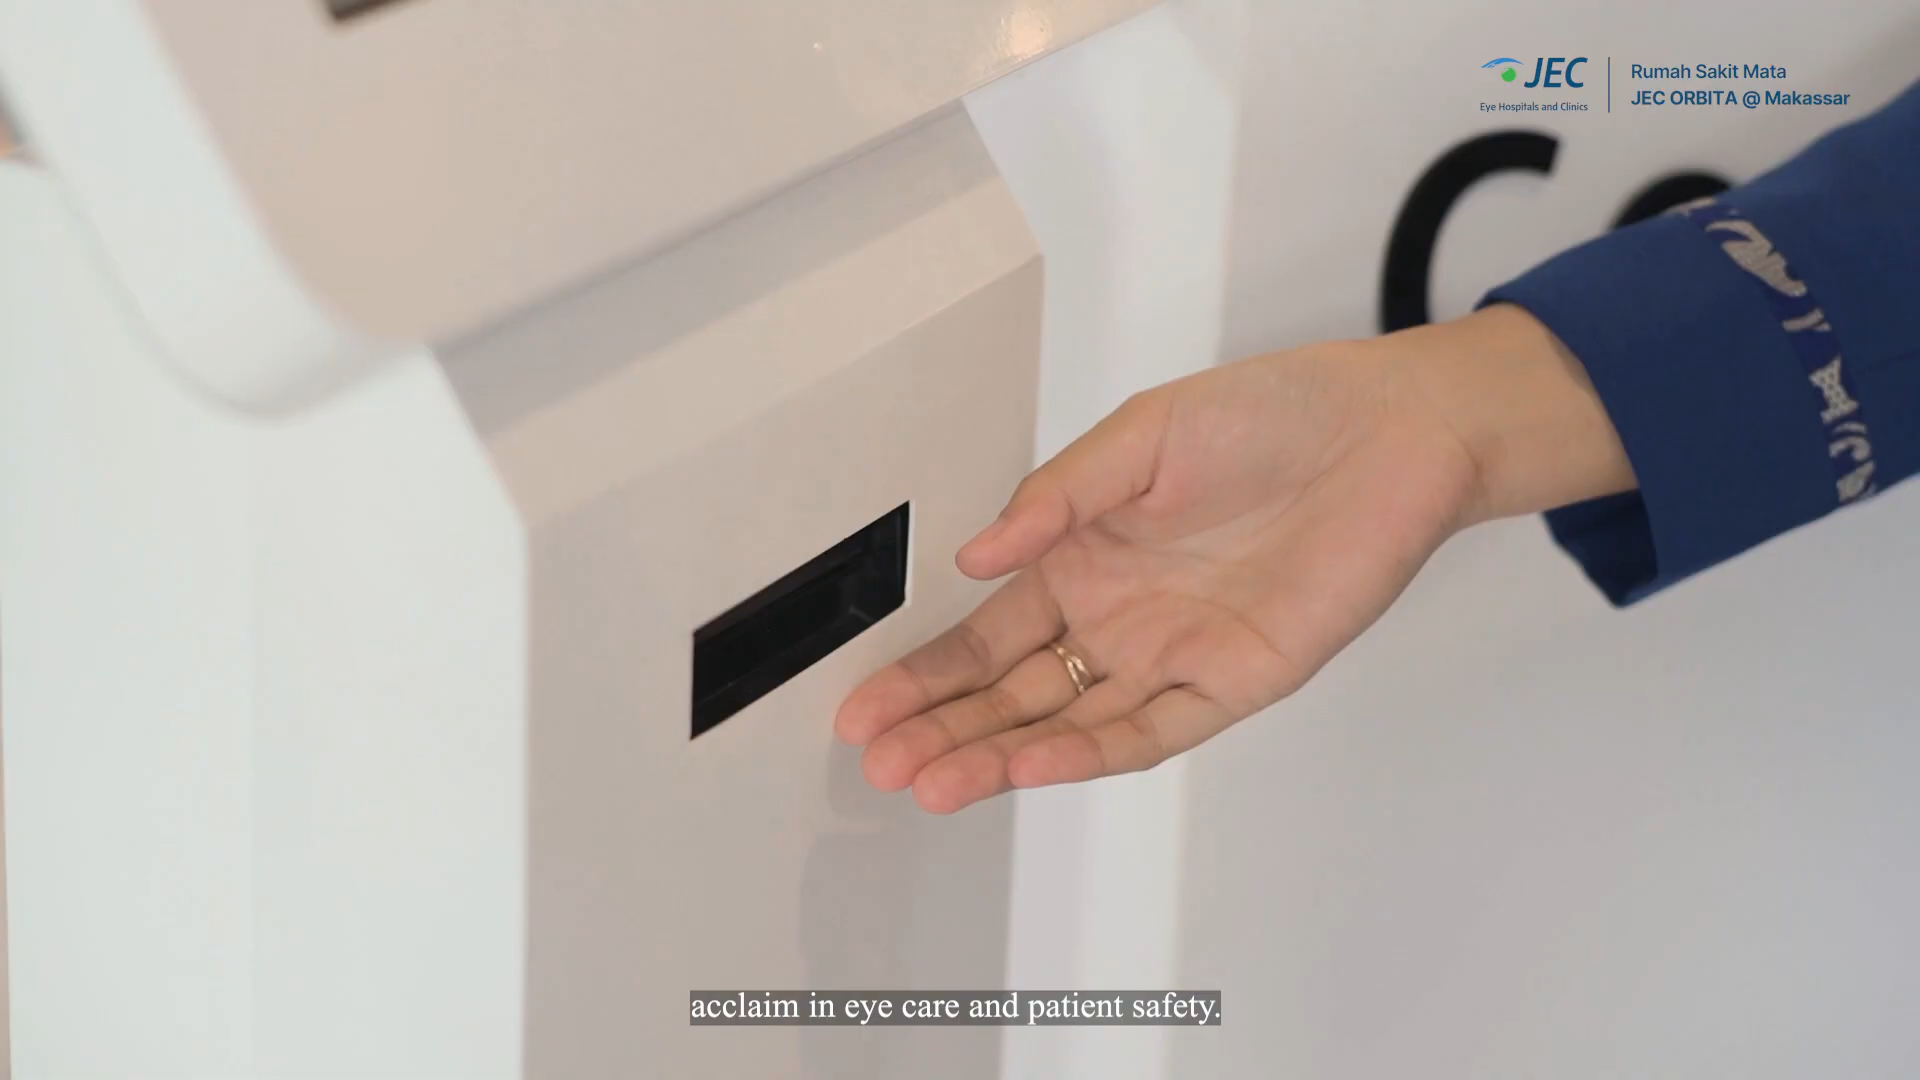 JEC
Eye Hospitals and Clinics
Rumah Sakit Mata
JEC ORBITA @ Makassar
acclaim in eye care and patient safety.